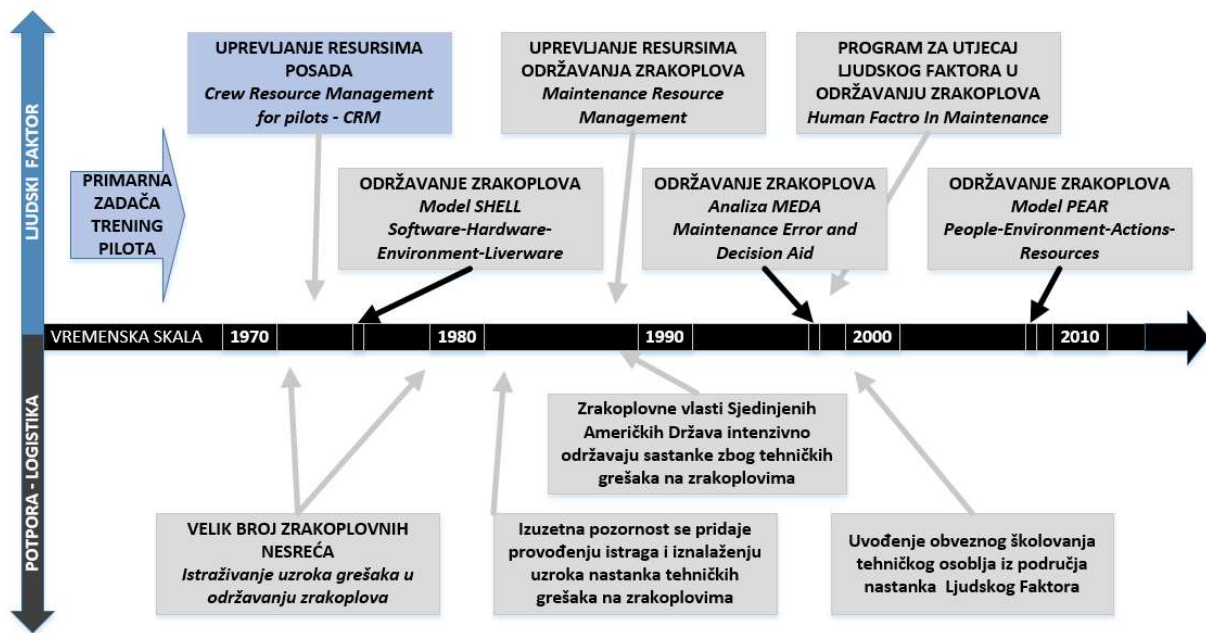 LJUDSKI FAKTOR
UPREVLJANJE RESURSIMA
POSADA
Crew Resource Management
for pilots - CRM
UPREVLJANJE RESURSIMA
ODRŽAVANJA ZRAKOPLOVA
Maintenance Resource
Management
PROGRAM ZA UTJECAJ
LJUDSKOG FAKTORA U
ODRŽAVANJU ZRAKOPLOVA
Human Factro In Maintenance
PRIMARNA
ZADAĆA
TRENING
PILOTA
ODRŽAVANJE ZRAKOPLOVA
Model SHELL
Software-Hardware-
Environment-Liverware
ODRŽAVANJE ZRAKOPLOVA
Analiza MEDA
Maintenance Error and
Decision Aid
ODRŽAVANJE ZRAKOPLOVA
Model PEAR
People-Environment-Actions-
Resources
VREMENSKA SKALA 1970 1980 1990 2000 2010
POTPORA - LOGISTIKA
Zrakoplovne vlasti Sjedinjenih
Američkih Država intenzivno
održavaju sastanke zbog tehničkih
grešaka na zrakoplovima
VELIK BROJ ZRAKOPLOVNIH
NESREĆA
Istraživanje uzroka grešaka u
održavanju zrakoplova
Izuzetna pozornost se pridaje
provođenju istraga i iznalaženju
uzroka nastanka tehničkih
grešaka na zrakoplovima
Uvođenje obveznog školovanja
tehničkog osoblja iz područja
nastanka Ljudskog Faktora